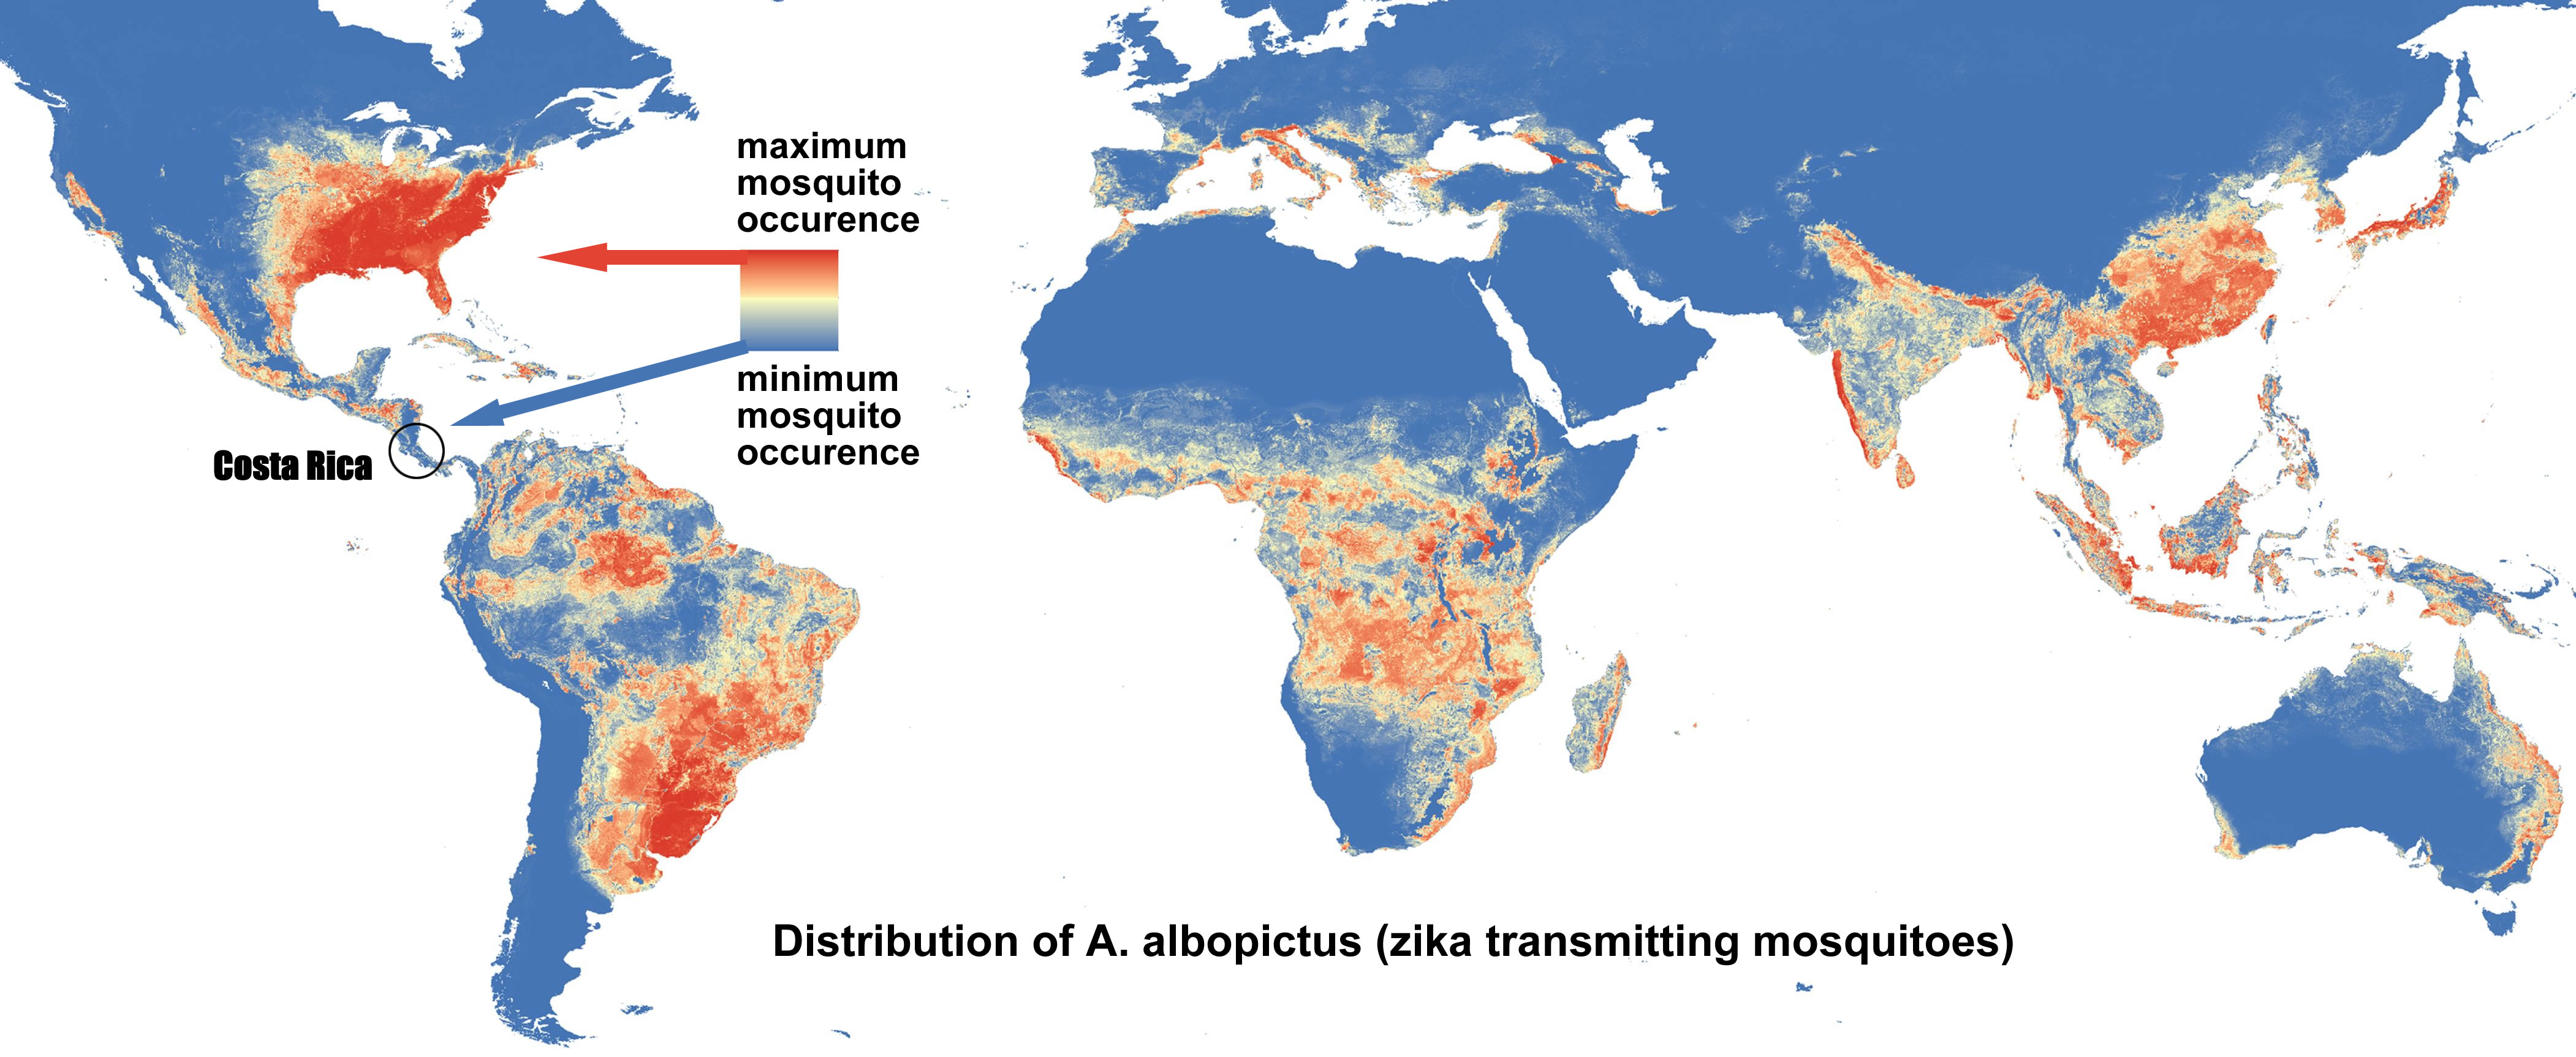 maximum
mosquito
occurence
minimum
mosquito
occurence
Costa Rica
Distribution of A. albopictus (zika transmitting mosquitoes)